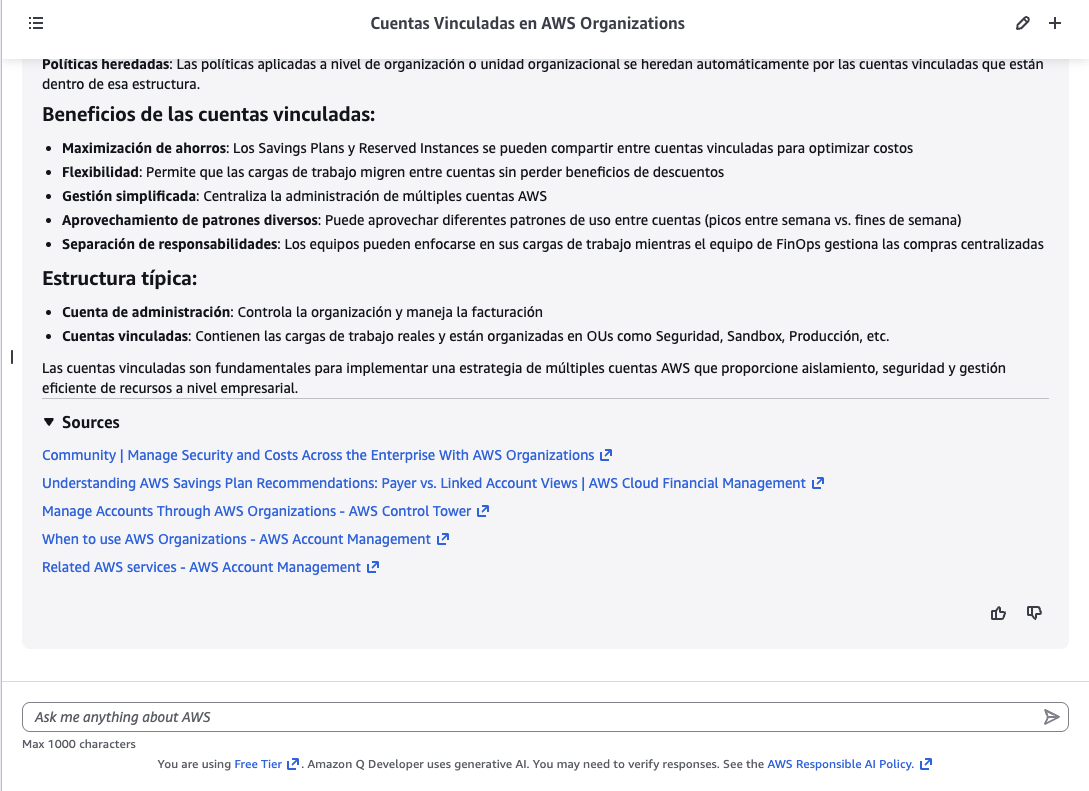 Cuentas Vinculadas en AWS Organizations
Políticas heredadas: Las políticas aplicadas a nivel de organización o unidad organizacional se heredan automáticamente por las cuentas vinculadas que están
dentro de esa estructura.
Beneficios de las cuentas vinculadas:
• Maximización de ahorros: Los Savings Plans y Reserved Instances se pueden compartir entre cuentas vinculadas para optimizar costos
• Flexibilidad: Permite que las cargas de trabajo migren entre cuentas sin perder beneficios de descuentos
• Gestión simplificada: Centraliza la administración de múltiples cuentas AWS
• Aprovechamiento de patrones diversos: Puede aprovechar diferentes patrones de uso entre cuentas (picos entre semana vs. fines de semana)
• Separación de responsabilidades: Los equipos pueden enfocarse en sus cargas de trabajo mientras el equipo de FinOps gestiona las compras centralizadas
Estructura típica:
• Cuenta de administración: Controla la organización y maneja la facturación
• Cuentas vinculadas: Contienen las cargas de trabajo reales y están organizadas en OUs como Seguridad, Sandbox, Producción, etc.
Las cuentas vinculadas son fundamentales para implementar una estrategia de múltiples cuentas AWS que proporcione aislamiento, seguridad y gestión
eficiente de recursos a nivel empresarial.
Sources
Community | Manage Security and Costs Across the Enterprise With AWS Organizations
Understanding AWS Savings Plan Recommendations: Payer vs. Linked Account Views | AWS Cloud Financial Management
Manage Accounts Through AWS Organizations - AWS Control Tower
When to use AWS Organizations - AWS Account Management
Related AWS services - AWS Account Management
Ask me anything about AWS
Max 1000 characters
You are using Free Tier. Amazon Q Developer uses generative AI. You may need to verify responses. See the AWS Responsible AI Policy.